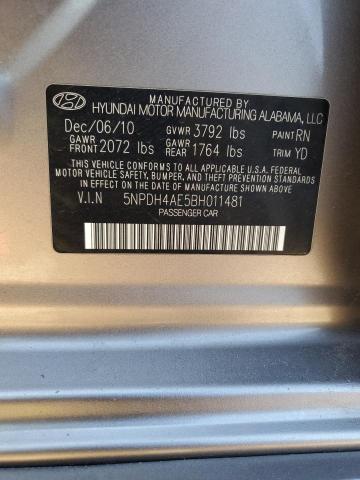 MANUFACTURED BY
HYUNDAI MOTOR MANUFACTURING ALABAMA, LLC
Dec/06/10 GVWR 3792 lbs PAINT RN
GAWR FRONT 2072 lbs GAWR REAR 1764 lbs TRIM YD
THIS VEHICLE CONFORMS TO ALL APPLICABLE U.S.A. FEDERAL
MOTOR VEHICLE SAFETY, BUMPER, AND THEFT PREVENTION
STANDARDS IN EFFECT ON THE DATE OF MANUFACTURE SHOWN ABOVE.
V.I.N 5NPDH4AE5BH011481
PASSENGER CAR